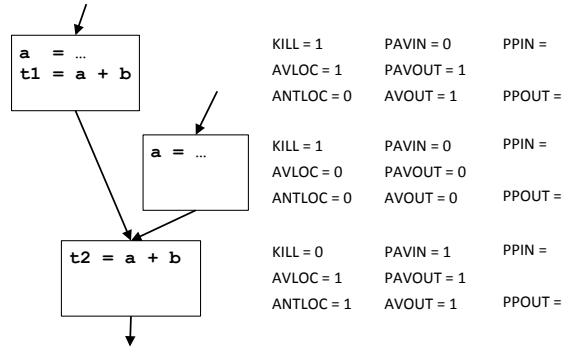 a  = …
t1 = a + b
KILL = 1 PAVIN = 0 PPIN =
AVLOC = 1 PAVOUT = 1
ANTLOC = 0 AVOUT = 1 PPOUT =
a = …
KILL = 1 PAVIN = 0 PPIN =
AVLOC = 0 PAVOUT = 0
ANTLOC = 0 AVOUT = 0 PPOUT =
t2 = a + b
KILL = 0 PAVIN = 1 PPIN =
AVLOC = 1 PAVOUT = 1
ANTLOC = 1 AVOUT = 1 PPOUT =